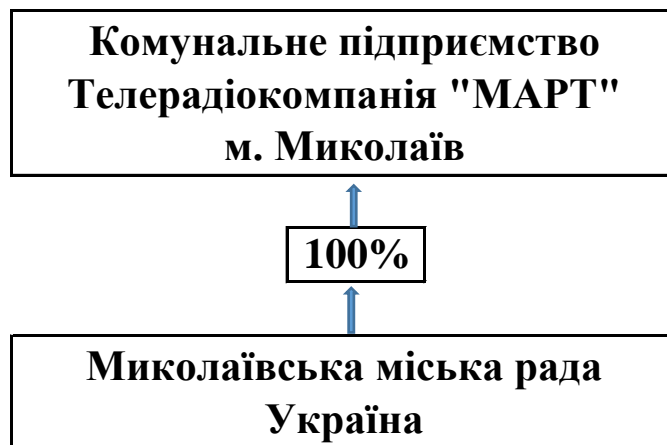 Комунальне підприємство
Телерадіокомпанія "МАРТ"
м. Миколаїв
100%
Миколаївська міська рада
Україна